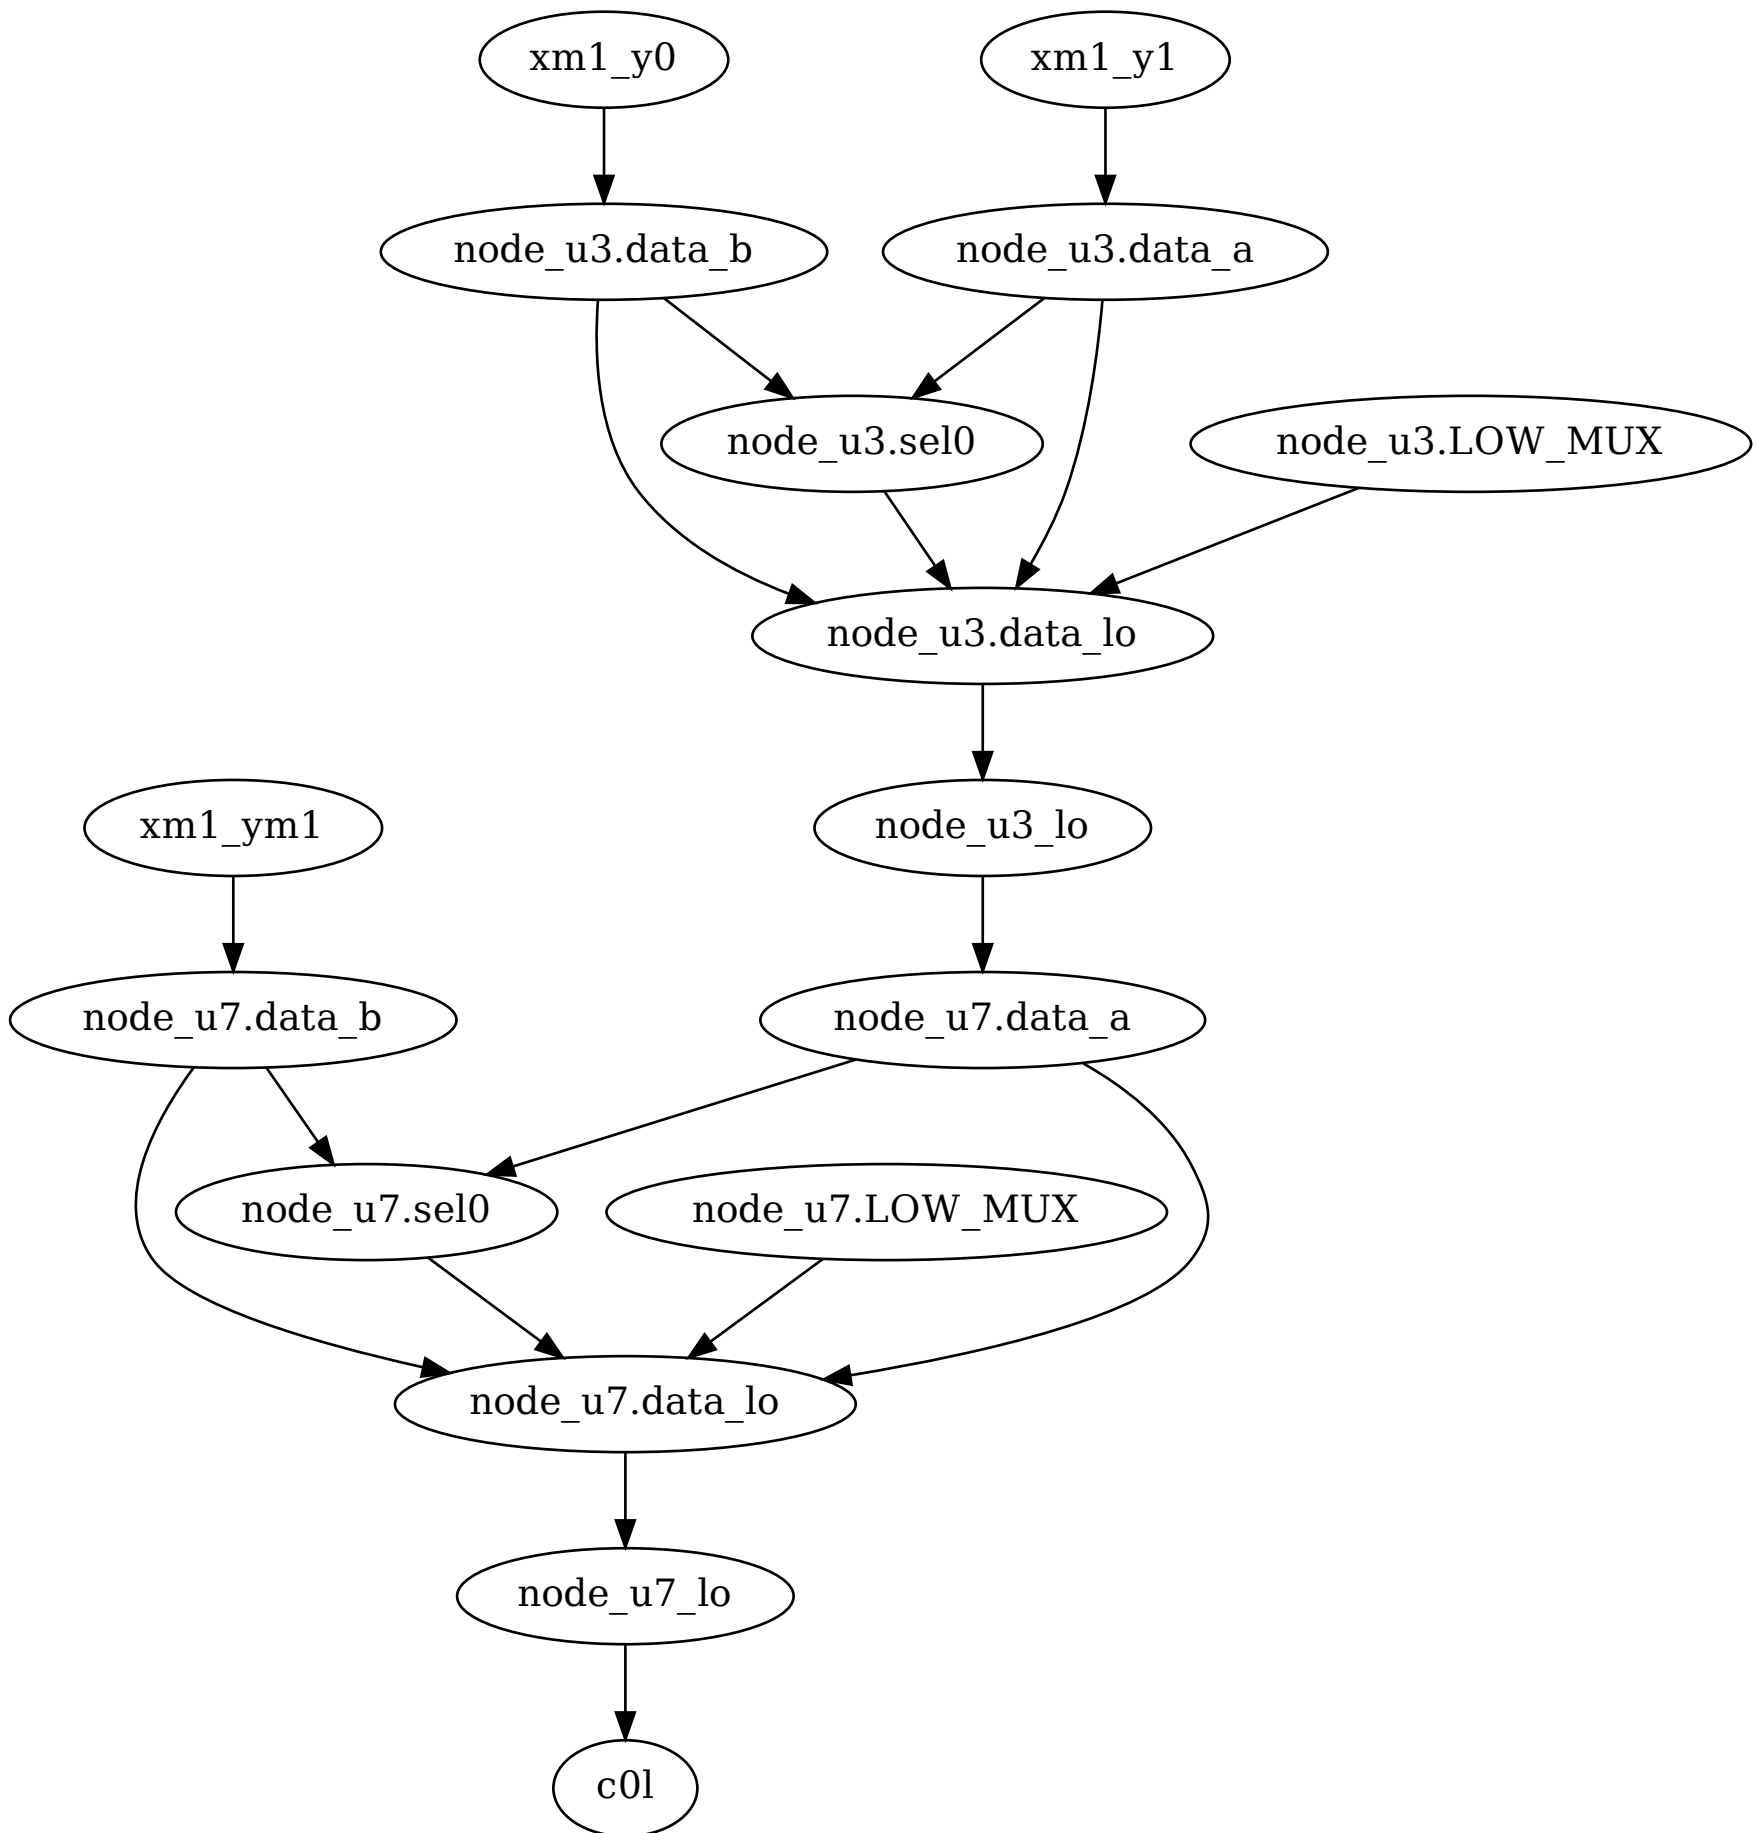 xm1_y0
xm1_y1
node_u3.data_b
node_u3.data_a
node_u3.sel0
node_u3.LOW_MUX
node_u3.data_lo
xm1_ym1
node_u3_lo
node_u7.data_b
node_u7.data_a
node_u7.sel0
node_u7.LOW_MUX
node_u7.data_lo
node_u7_lo
c0l